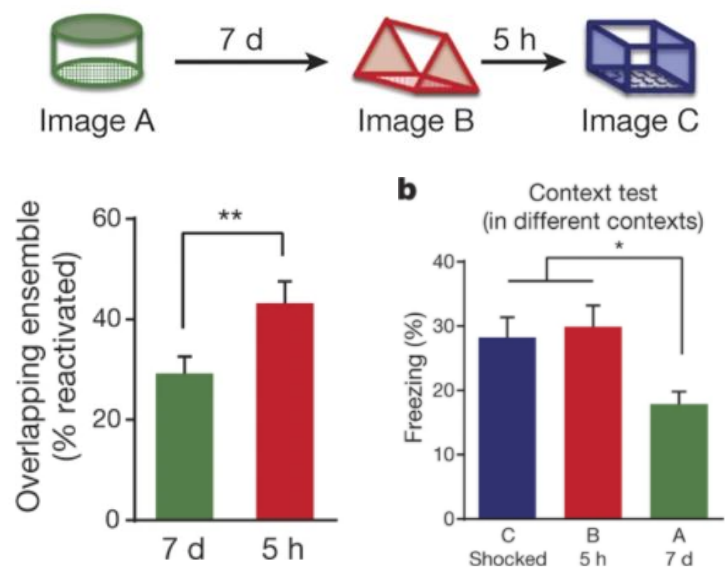 7 d
5 h
Image A
Image B
Image C
Overlapping ensemble
(% reactivated)
60
40
20
0
**
7 d
5 h
b
Context test
(in different contexts)
*
Freezing (%)
40
30
20
10
0
C
Shocked
B
5 h
A
7 d